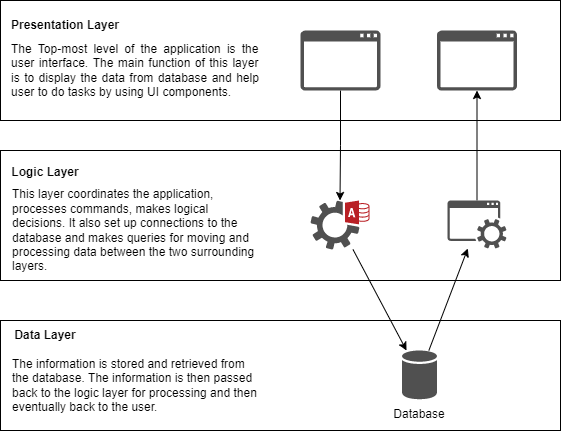 Presentation Layer
The Top-most level of the application is the
user interface. The main function of this layer
is to display the data from database and help
user to do tasks by using UI components.
Logic Layer
This layer coordinates the application,
processes commands, makes logical
decisions. It also set up connections to the
database and makes queries for moving and
processing data between the two surrounding
layers.
A
Data Layer
The information is stored and retrieved from
the database. The information is then passed
back to the logic layer for processing and then
eventually back to the user.
Database